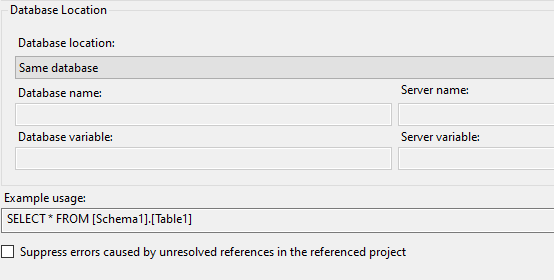 Database Location
Database location:
Same database
Database name:
Server name:
Database variable:
Server variable:
Example usage:
SELECT * FROM [Schema1].[Table1]
Suppress errors caused by unresolved references in the referenced project